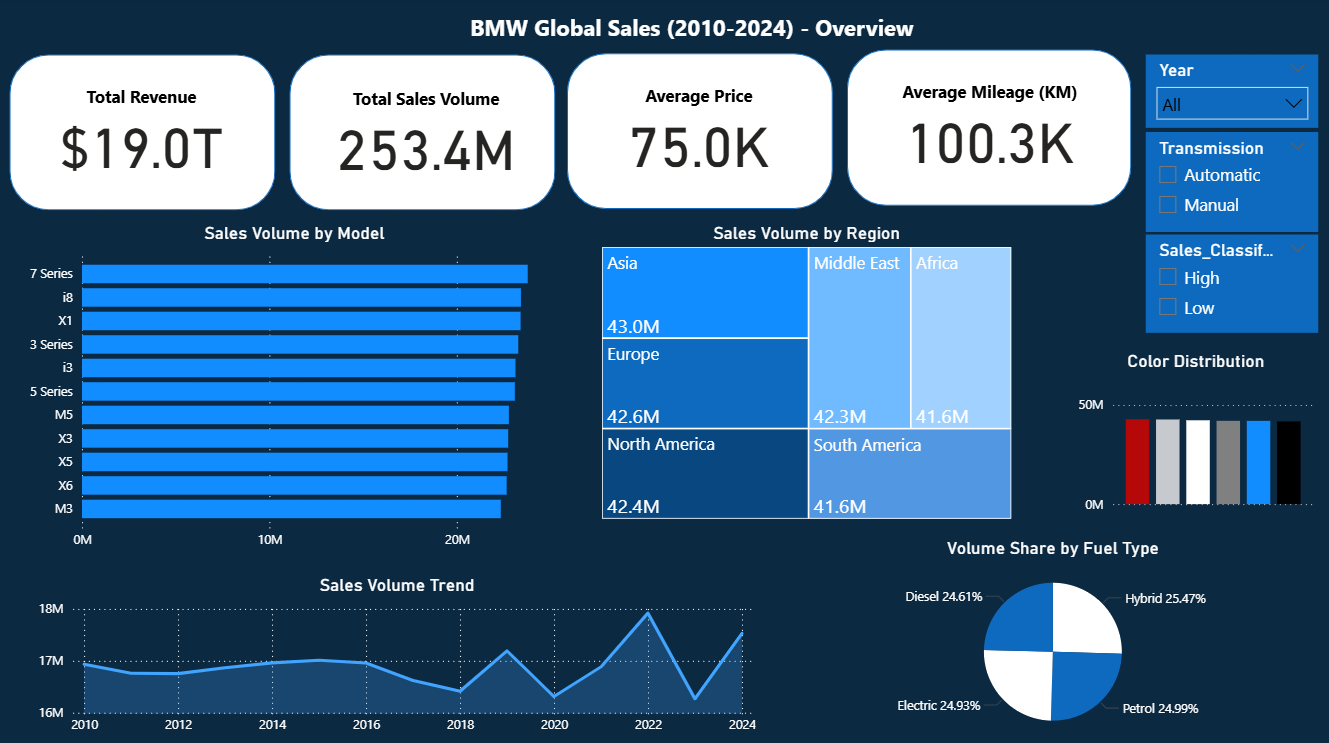 BMW Global Sales (2010-2024) - Overview
Total Revenue
$19.0T
Total Sales Volume
253.4M
Average Price
75.0K
Average Mileage (KM)
100.3K
Year
All
Transmission
Automatic
Manual
Sales_Classif...
High
Low
Sales Volume by Model
7 Series
i8
X1
3 Series
i3
5 Series
M5
X3
X5
X6
M3
0M
10M
20M
Sales Volume by Region
Asia
43.0M
Europe
42.6M
North America
42.4M
Middle East
42.3M
Africa
41.6M
South America
41.6M
Color Distribution
50M
0M
Sales Volume Trend
18M
17M
16M
2010
2012
2014
2016
2018
2020
2022
2024
Volume Share by Fuel Type
Diesel 24.61%
Hybrid 25.47%
Electric 24.93%
Petrol 24.99%